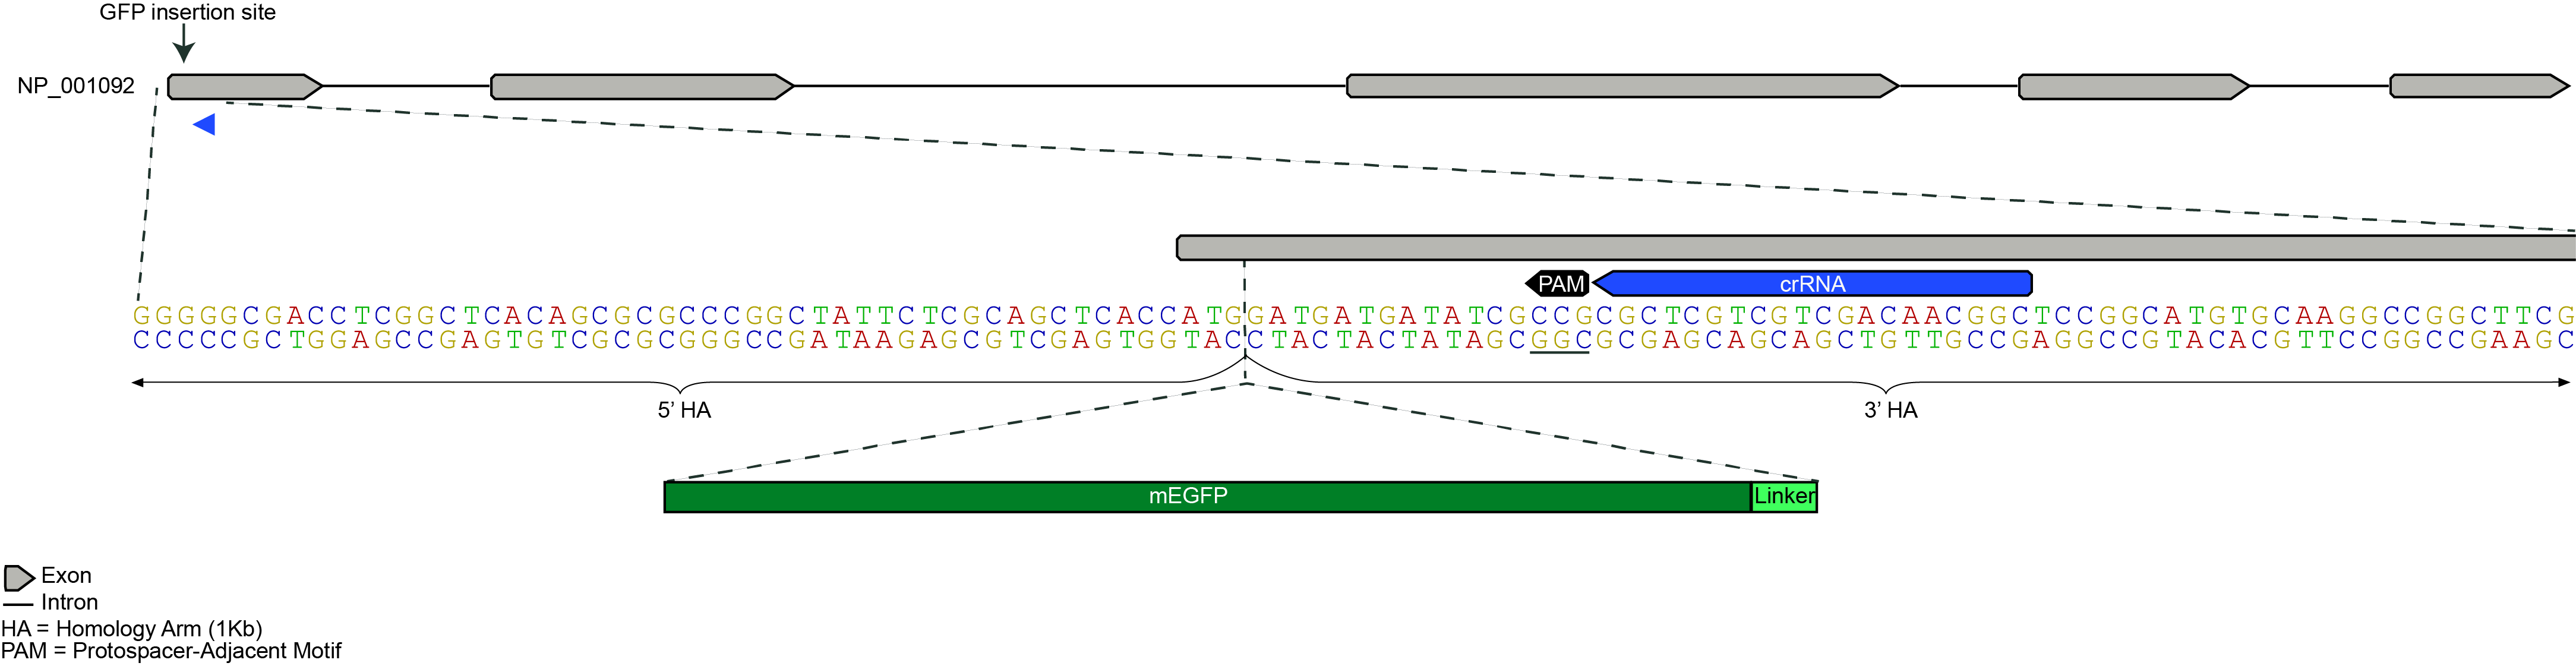 GFP insertion site
NP_001092
PAM
crRNA
GGGGGCGACCTCGGCTCACAGCGCGCCCGGCTATTCTCGCAGCTCACCATGGATGATGATATCGCCGCGCTCGTCGTCGACAACGGCTCCGGCATGTGCAAGGCCGGCTTCG
CCCCCGCTGGAGCCGAGTGTCGCGCGGGCCGATAAGAGCGTCGAGTGGTACCTACTACTATAGCGGCGCGAGCAGCAGCTGTTGCCGAGGCCGTACACGTTCCGGCCGAAGC
5’ HA
3’ HA
mEGFP
Linker
Exon
Intron
HA = Homology Arm (1Kb)
PAM = Protospacer-Adjacent Motif